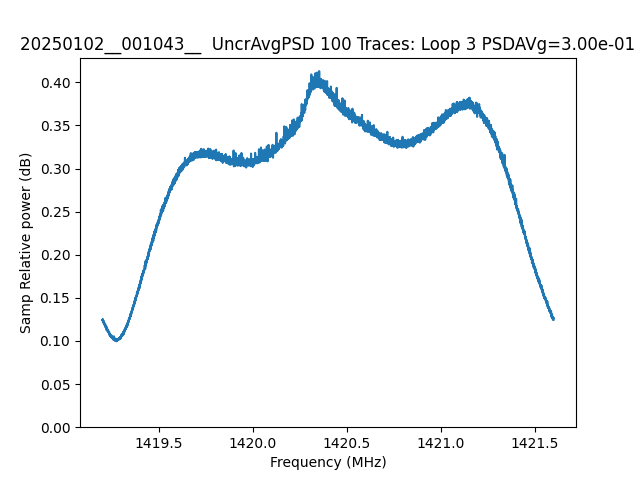 20250102__001043__  UncrAvgPSD 100 Traces: Loop 3 PSDAVg=3.00e-01
Samp Relative power (dB)
0.40
0.35
0.30
0.25
0.20
0.15
0.10
0.05
0.00
1419.5 1420.0 1420.5 1421.0 1421.5
Frequency (MHz)